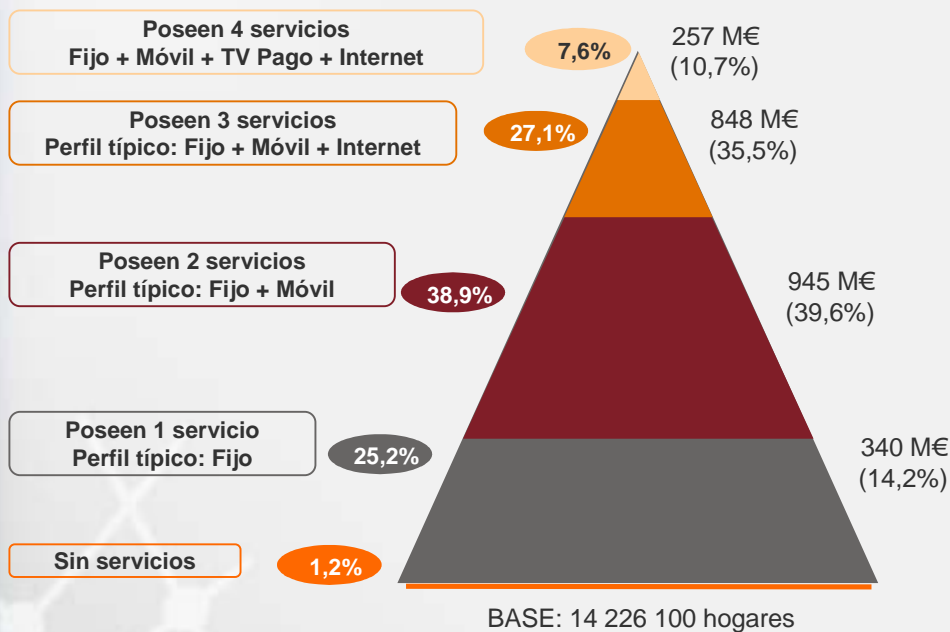 Poseen 4 servicios
Fijo + Móvil + TV Pago + Internet
7,6%
257 M€
(10,7%)
Poseen 3 servicios
Perfil típico: Fijo + Móvil + Internet
27,1%
848 M€
(35,5%)
Poseen 2 servicios
Perfil típico: Fijo + Móvil
38,9%
945 M€
(39,6%)
Poseen 1 servicio
Perfil típico: Fijo
25,2%
340 M€
(14,2%)
Sin servicios
1,2%
BASE: 14 226 100 hogares